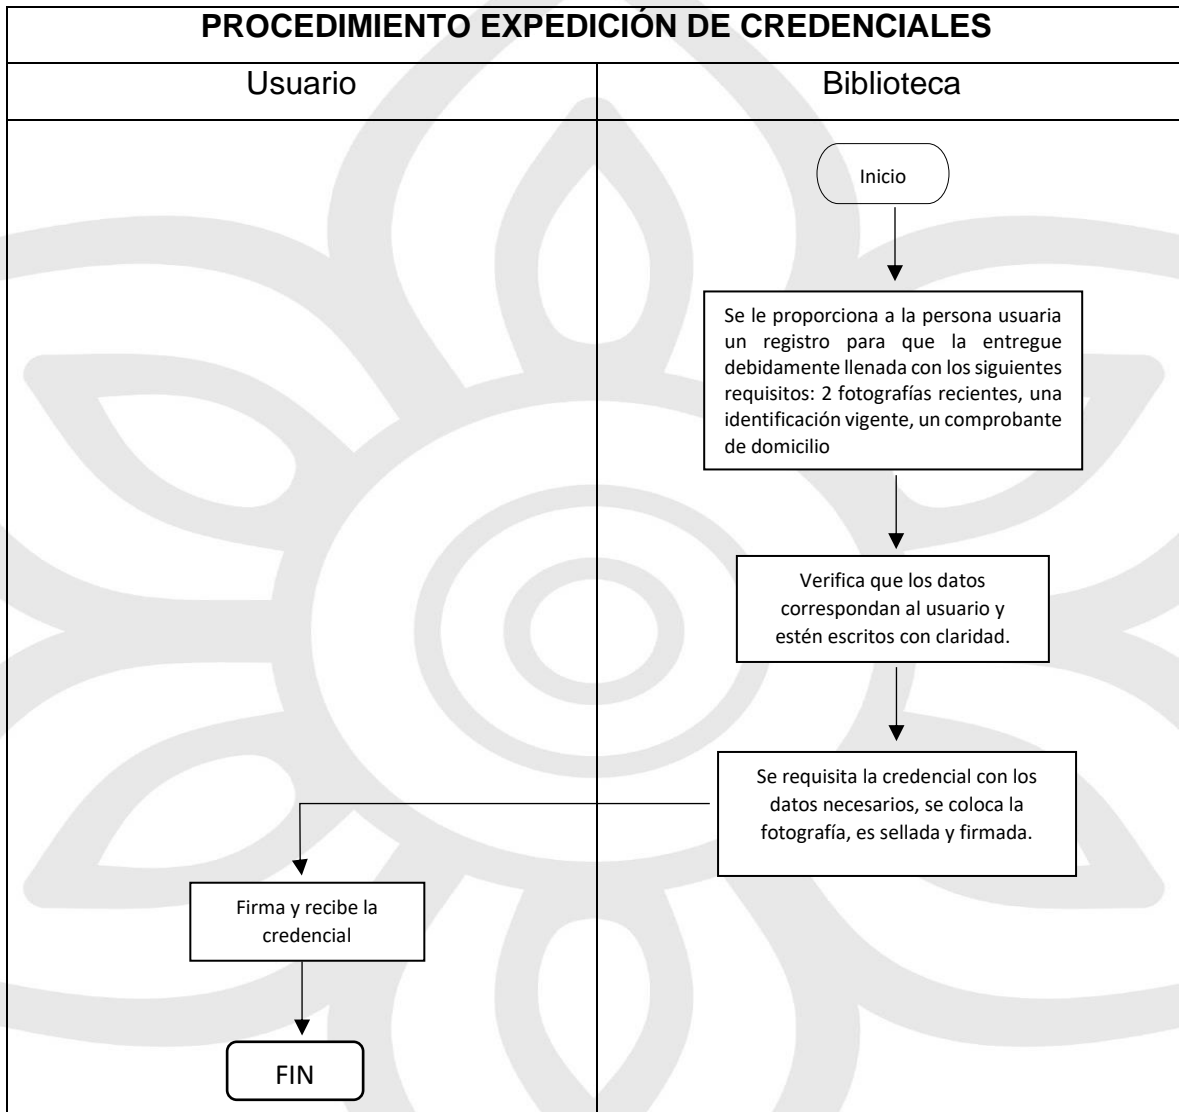 PROCEDIMIENTO EXPEDICIÓN DE CREDENCIALES
Usuario
Biblioteca
Inicio
Se le proporciona a la persona usuaria
un registro para que la entregue
debidamente llenada con los siguientes
requisitos: 2 fotografías recientes, una
identificación vigente, un comprobante
de domicilio
Verifica que los datos
correspondan al usuario y
estén escritos con claridad.
Se requisita la credencial con los
datos necesarios, se coloca la
fotografía, es sellada y firmada.
Firma y recibe la
credencial
FIN